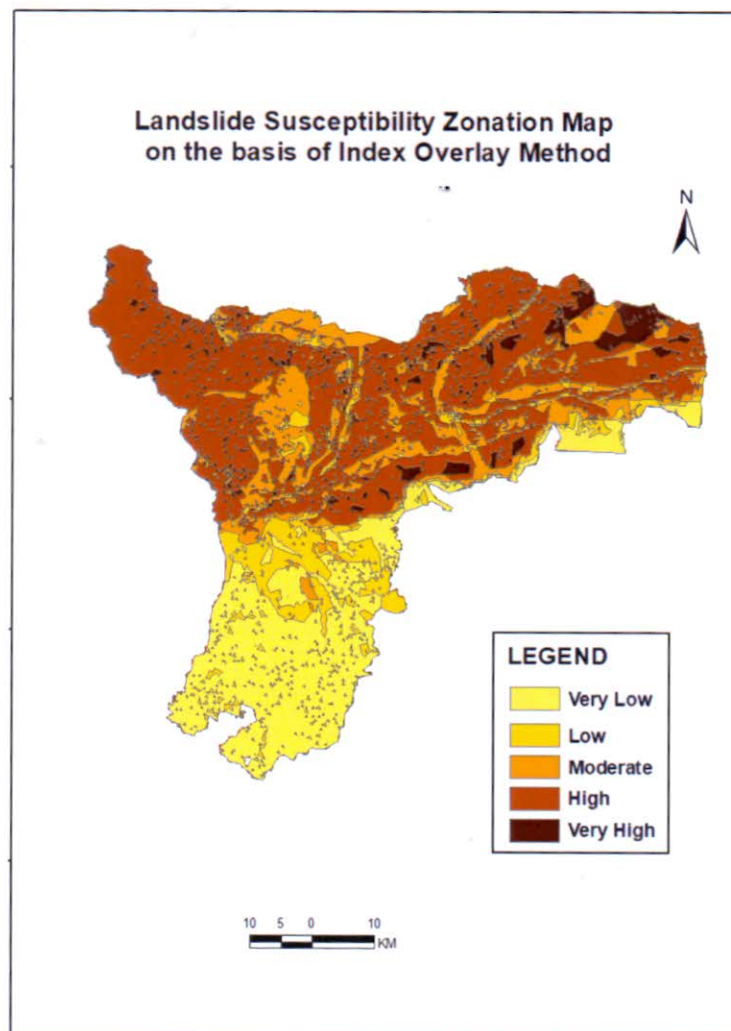 Landslide Susceptibility Zonation Map
on the basis of Index Overlay Method
N
LEGEND
Very Low
Low
Moderate
High
Very High
10 5 0 10
KM